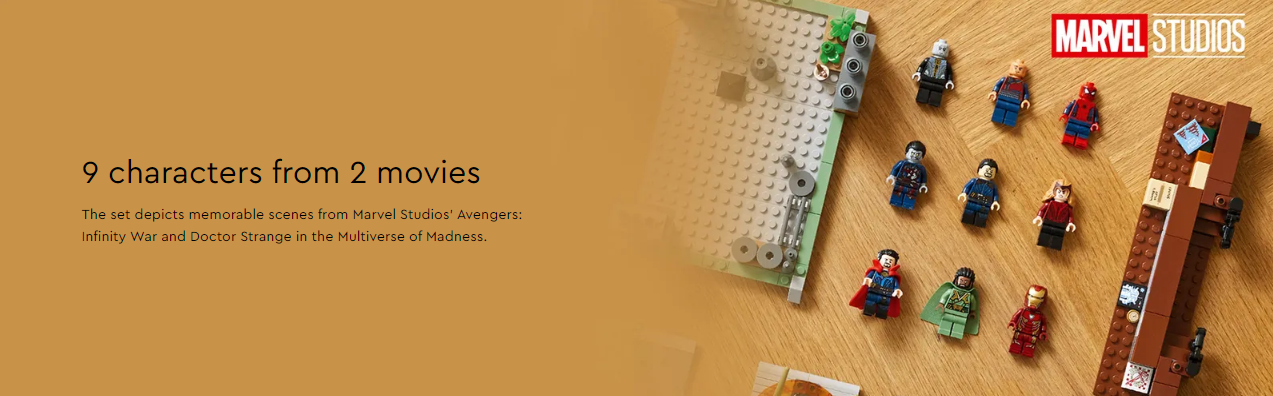 MARVEL STUDIOS
9 characters from 2 movies
The set depicts memorable scenes from Marvel Studios' Avengers:
Infinity War and Doctor Strange in the Multiverse of Madness.